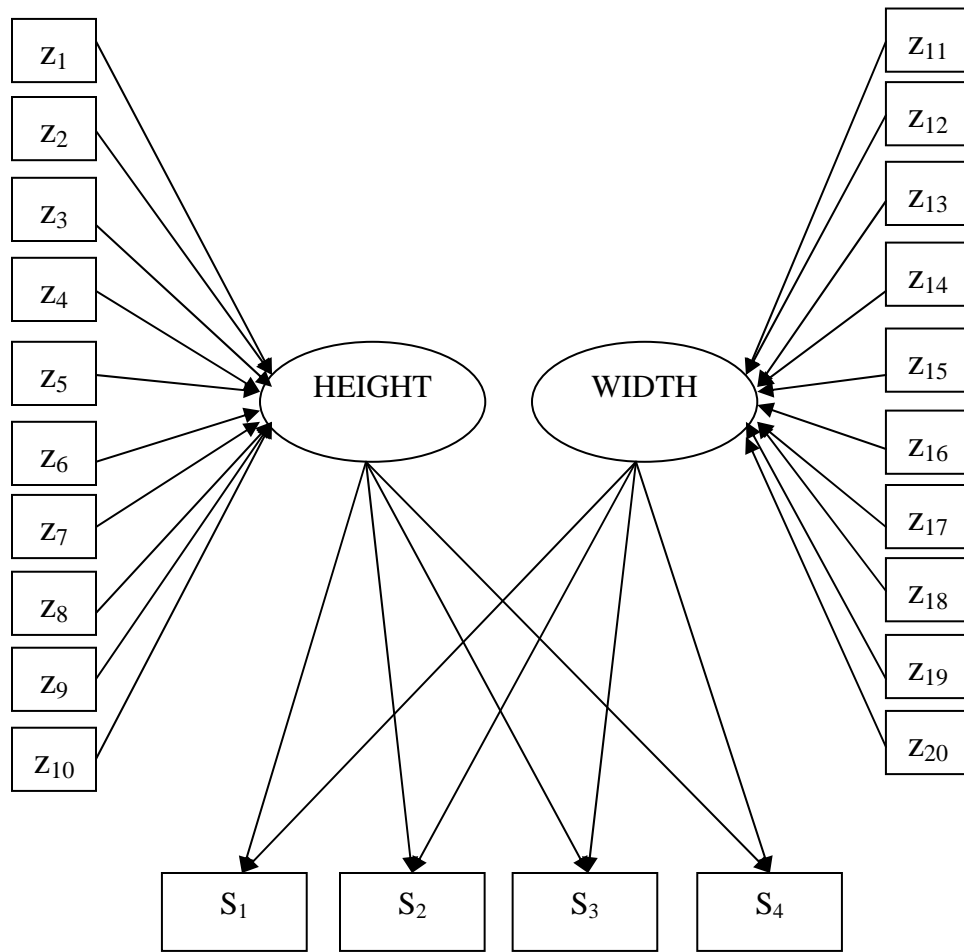 z₁
z₂
z₃
z₄
z₅
z₆
z₇
z₈
z₉
z₁₀
HEIGHT
WIDTH
z₁₁
z₁₂
z₁₃
z₁₄
z₁₅
z₁₆
z₁₇
z₁₈
z₁₉
z₂₀
S₁
S₂
S₃
S₄